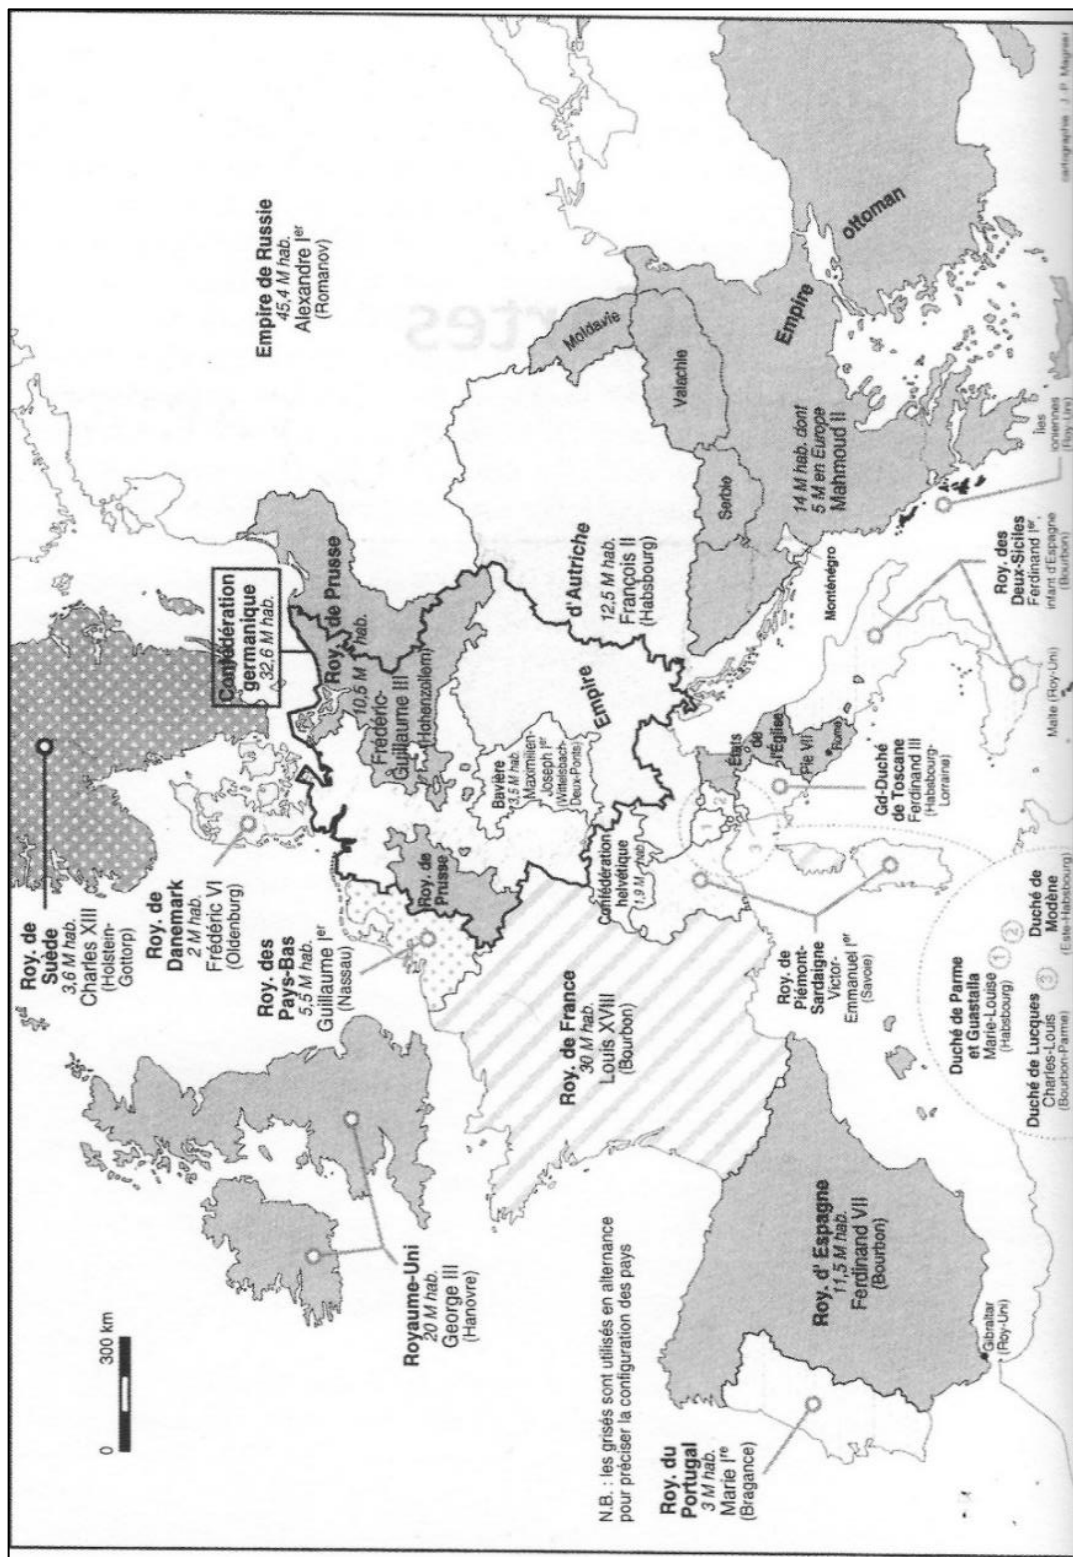 0 300 km
Roy. de
Suède
3,6 M hab.
Charles XIII
(Holstein-
Gottorp)
Roy. de
Danemark
2 M hab.
Frédéric VI
(Oldenburg)
Roy. des
Pays-Bas
5,5 M hab.
Guillaume Ier
(Nassau)
Royaume-Uni
20 M hab.
George III
(Hanovre)
Confédération
germanique
32,6 M hab.
Empire de Russie
45,4 M hab.
Alexandre Ier
(Romanov)
Roy. de Prusse
10,5 M hab.
Frédéric-
Guillaume III
(Hohenzollern)
Roy. de
Prusse
Bavière
3,5 M hab.
Maximilien-
Joseph Ier
(Wittelsbach-
Deux-Ponts)
Empire
d'Autriche
12,5 M hab.
François II
(Habsbourg)
Moldavie
Valachie
Serbie
Monténégro
Empire
ottoman
14 M hab. dont
5 M en Europe
Mahmoud II
Roy. de France
30 M hab.
Louis XVIII
(Bourbon)
Confédération
helvétique
1,9 M hab.
États
de
l'Église
Pie VII
Rome
Roy. de
Piémont-
Sardaigne
Victor-
Emmanuel Ier
(Savoie)
Gd-Duché
de Toscane
Ferdinand III
(Habsbourg-
Lorraine)
Roy. des
Deux-Siciles
Ferdinand Ier,
infant d'Espagne
(Bourbon)
Îles
Ioniennes
(Roy-Uni)
Malte (Roy-Uni)
1
2
3
Duché de Parme
et Guastalla 1
Marie-Louise
(Habsbourg)
Duché de
Modène 2
(Este-Habsbourg)
Duché de Lucques 3
Charles-Louis
(Bourbon-Parme)
Roy. d' Espagne
11,5 M hab.
Ferdinand VII
(Bourbon)
Gibraltar
(Roy-Uni)
Roy. du
Portugal
3 M hab.
Marie Ire
(Bragance)
N.B. : les grisés sont utilisés en alternance
pour préciser la configuration des pays
cartographie : J.-P. Magnier